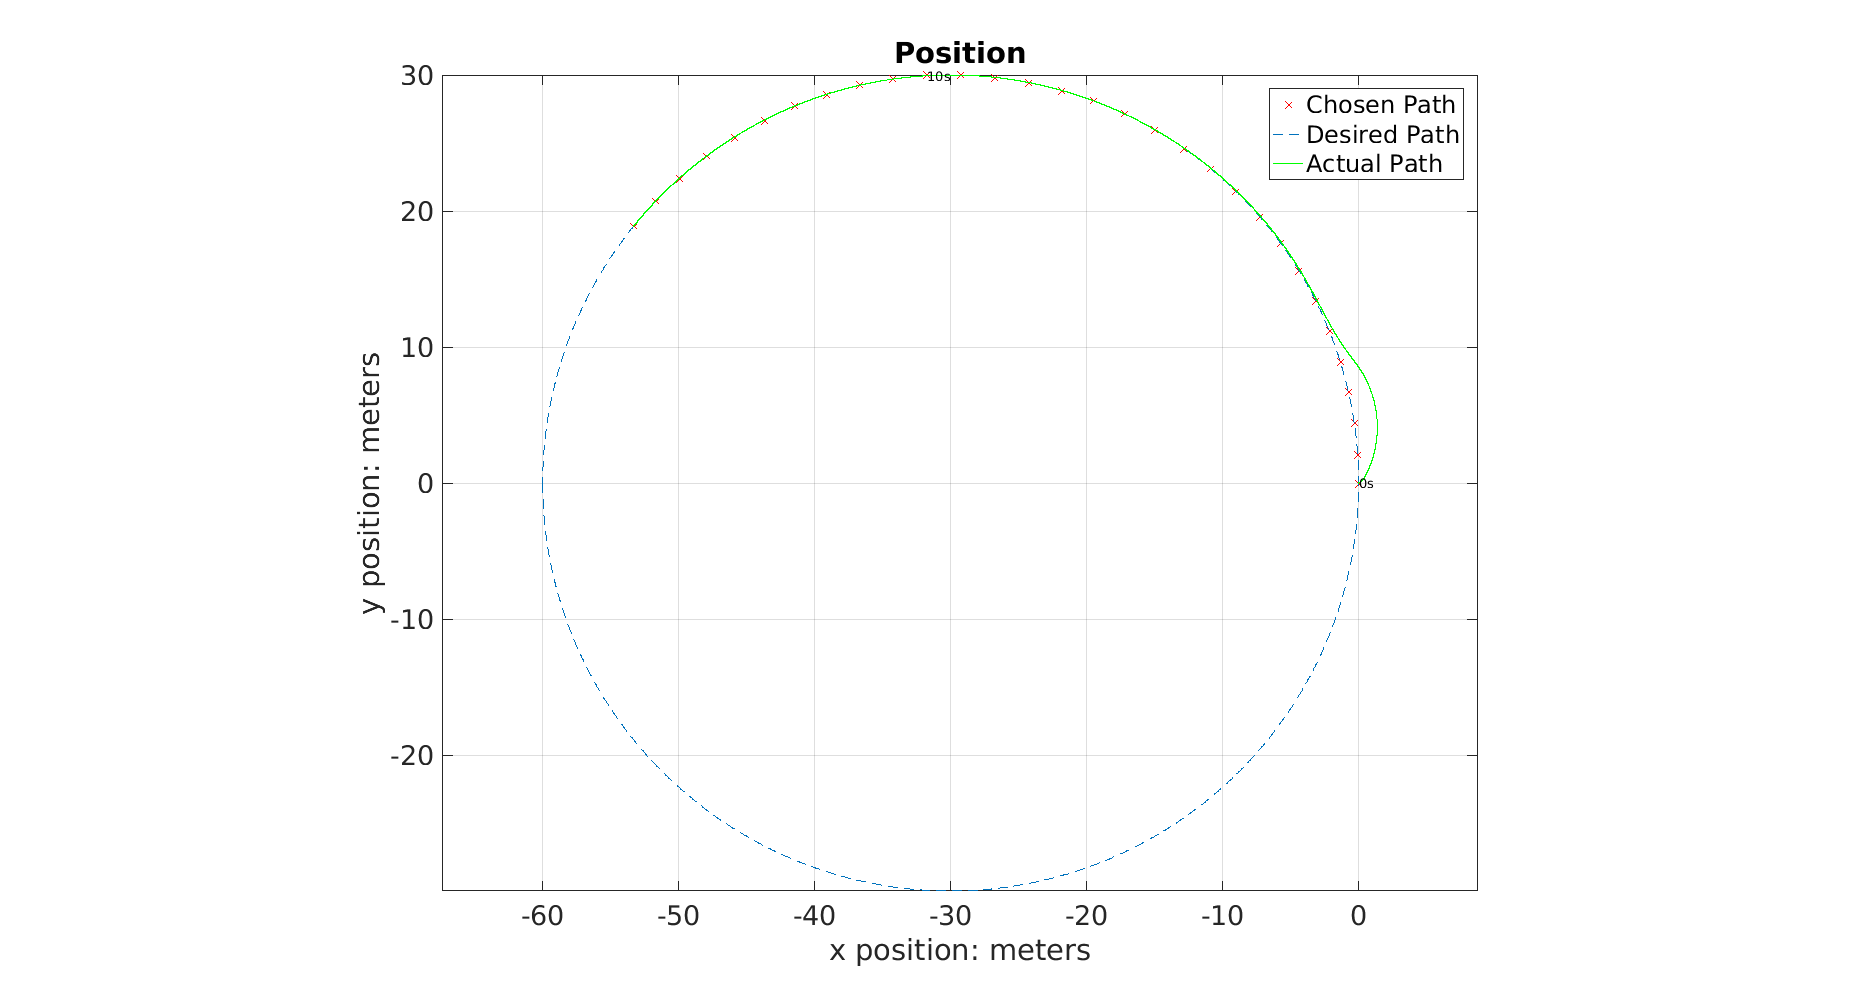 Position
30
20
10
0
-10
-20
y position: meters
10s
0s
Chosen Path
Desired Path
Actual Path
-60 -50 -40 -30 -20 -10 0
x position: meters